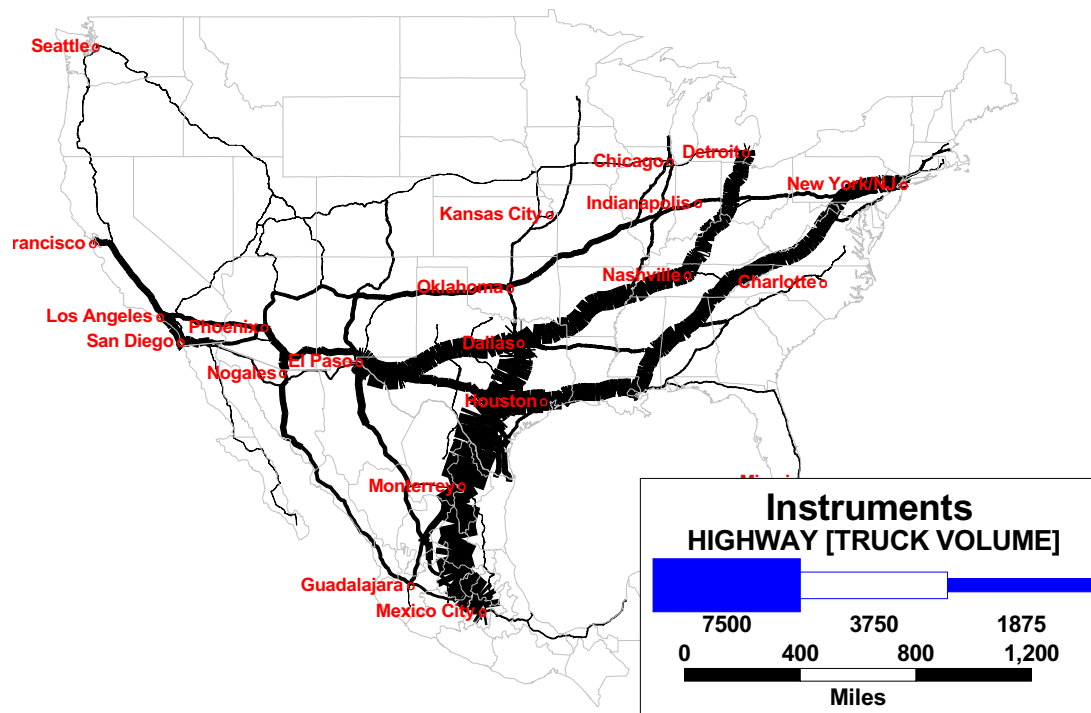 Seattle
Chicago
Detroit
New York/NJ
Indianapolis
Kansas City
rancisco
Nashville
Charlotte
Oklahoma
Los Angeles
Phoenix
San Diego
Dallas
El Paso
Nogales
Houston
Monterrey
Guadalajara
Mexico City
Instruments
HIGHWAY [TRUCK VOLUME]
7500 3750 1875
0 400 800 1,200
Miles